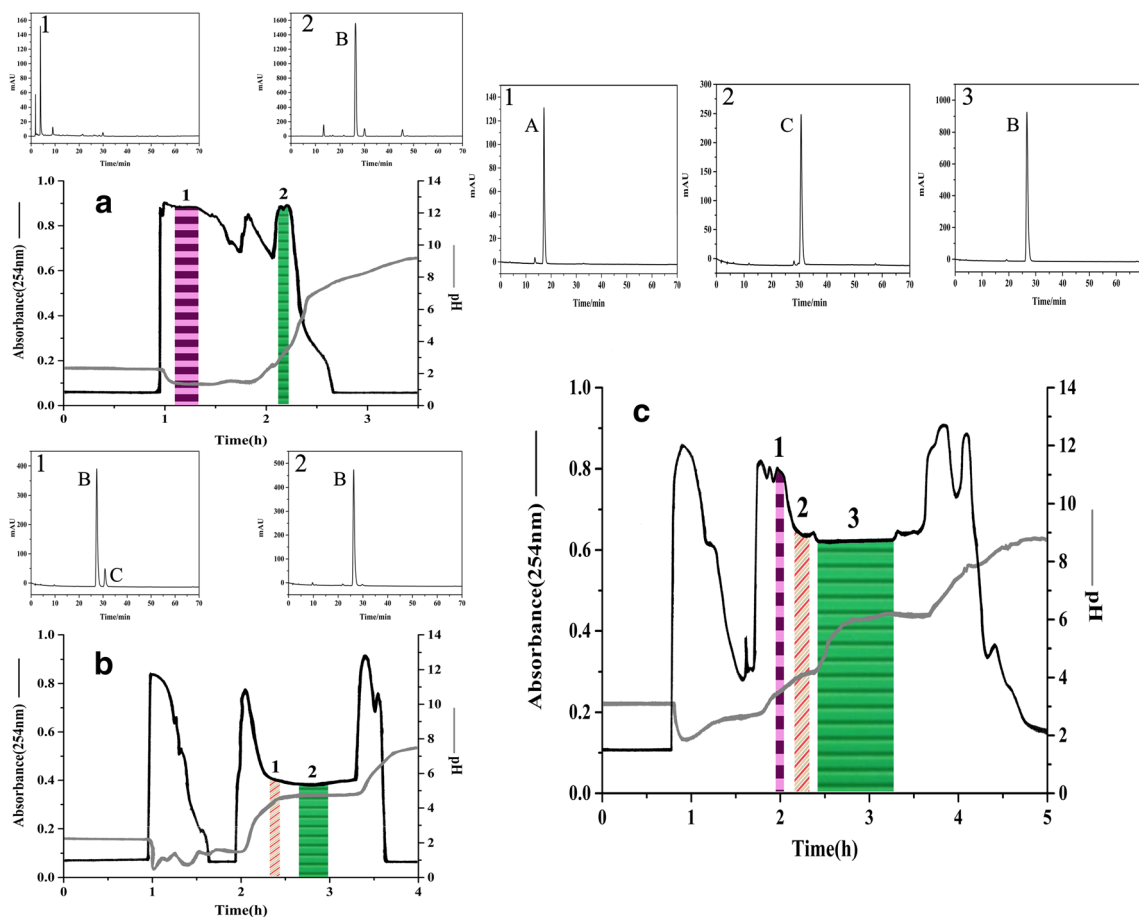 1
160
140
120
100
80
60
40
20
0
mAU
0 10 20 30 40 50 60 70
Time/min
2
B
1600
1400
1200
1000
800
600
400
200
0
mAU
0 10 20 30 40 50 60 70
Time/min
1
A
140
120
100
80
60
40
20
0
mAU
0 10 20 30 40 50 60 70
Time/min
2
C
300
250
200
150
100
50
0
mAU
0 10 20 30 40 50 60 70
Time/min
3
B
1000
800
600
400
200
0
mAU
0 10 20 30 40 50 60 70
Time/min
a
1
2
1.0
0.8
0.6
0.4
0.2
0.0
Absorbance(254nm)
14
12
10
8
6
4
2
0
pH
0 1 2 3
Time(h)
1
B
C
400
300
200
100
0
mAU
0 10 20 30 40 50 60 70
Time/min
2
B
500
400
300
200
100
0
mAU
0 10 20 30 40 50 60 70
Time/min
b
1
2
1.0
0.8
0.6
0.4
0.2
0.0
Absorbance(254nm)
14
12
10
8
6
4
2
0
pH
0 1 2 3 4
Time(h)
c
1
2
3
1.0
0.8
0.6
0.4
0.2
0.0
Absorbance(254nm)
14
12
10
8
6
4
2
0
pH
0 1 2 3 4 5
Time(h)